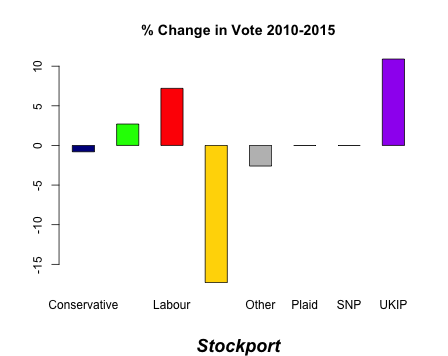 % Change in Vote 2010-2015
10
5
0
-5
-10
-15
Conservative Labour Other Plaid SNP UKIP
Stockport